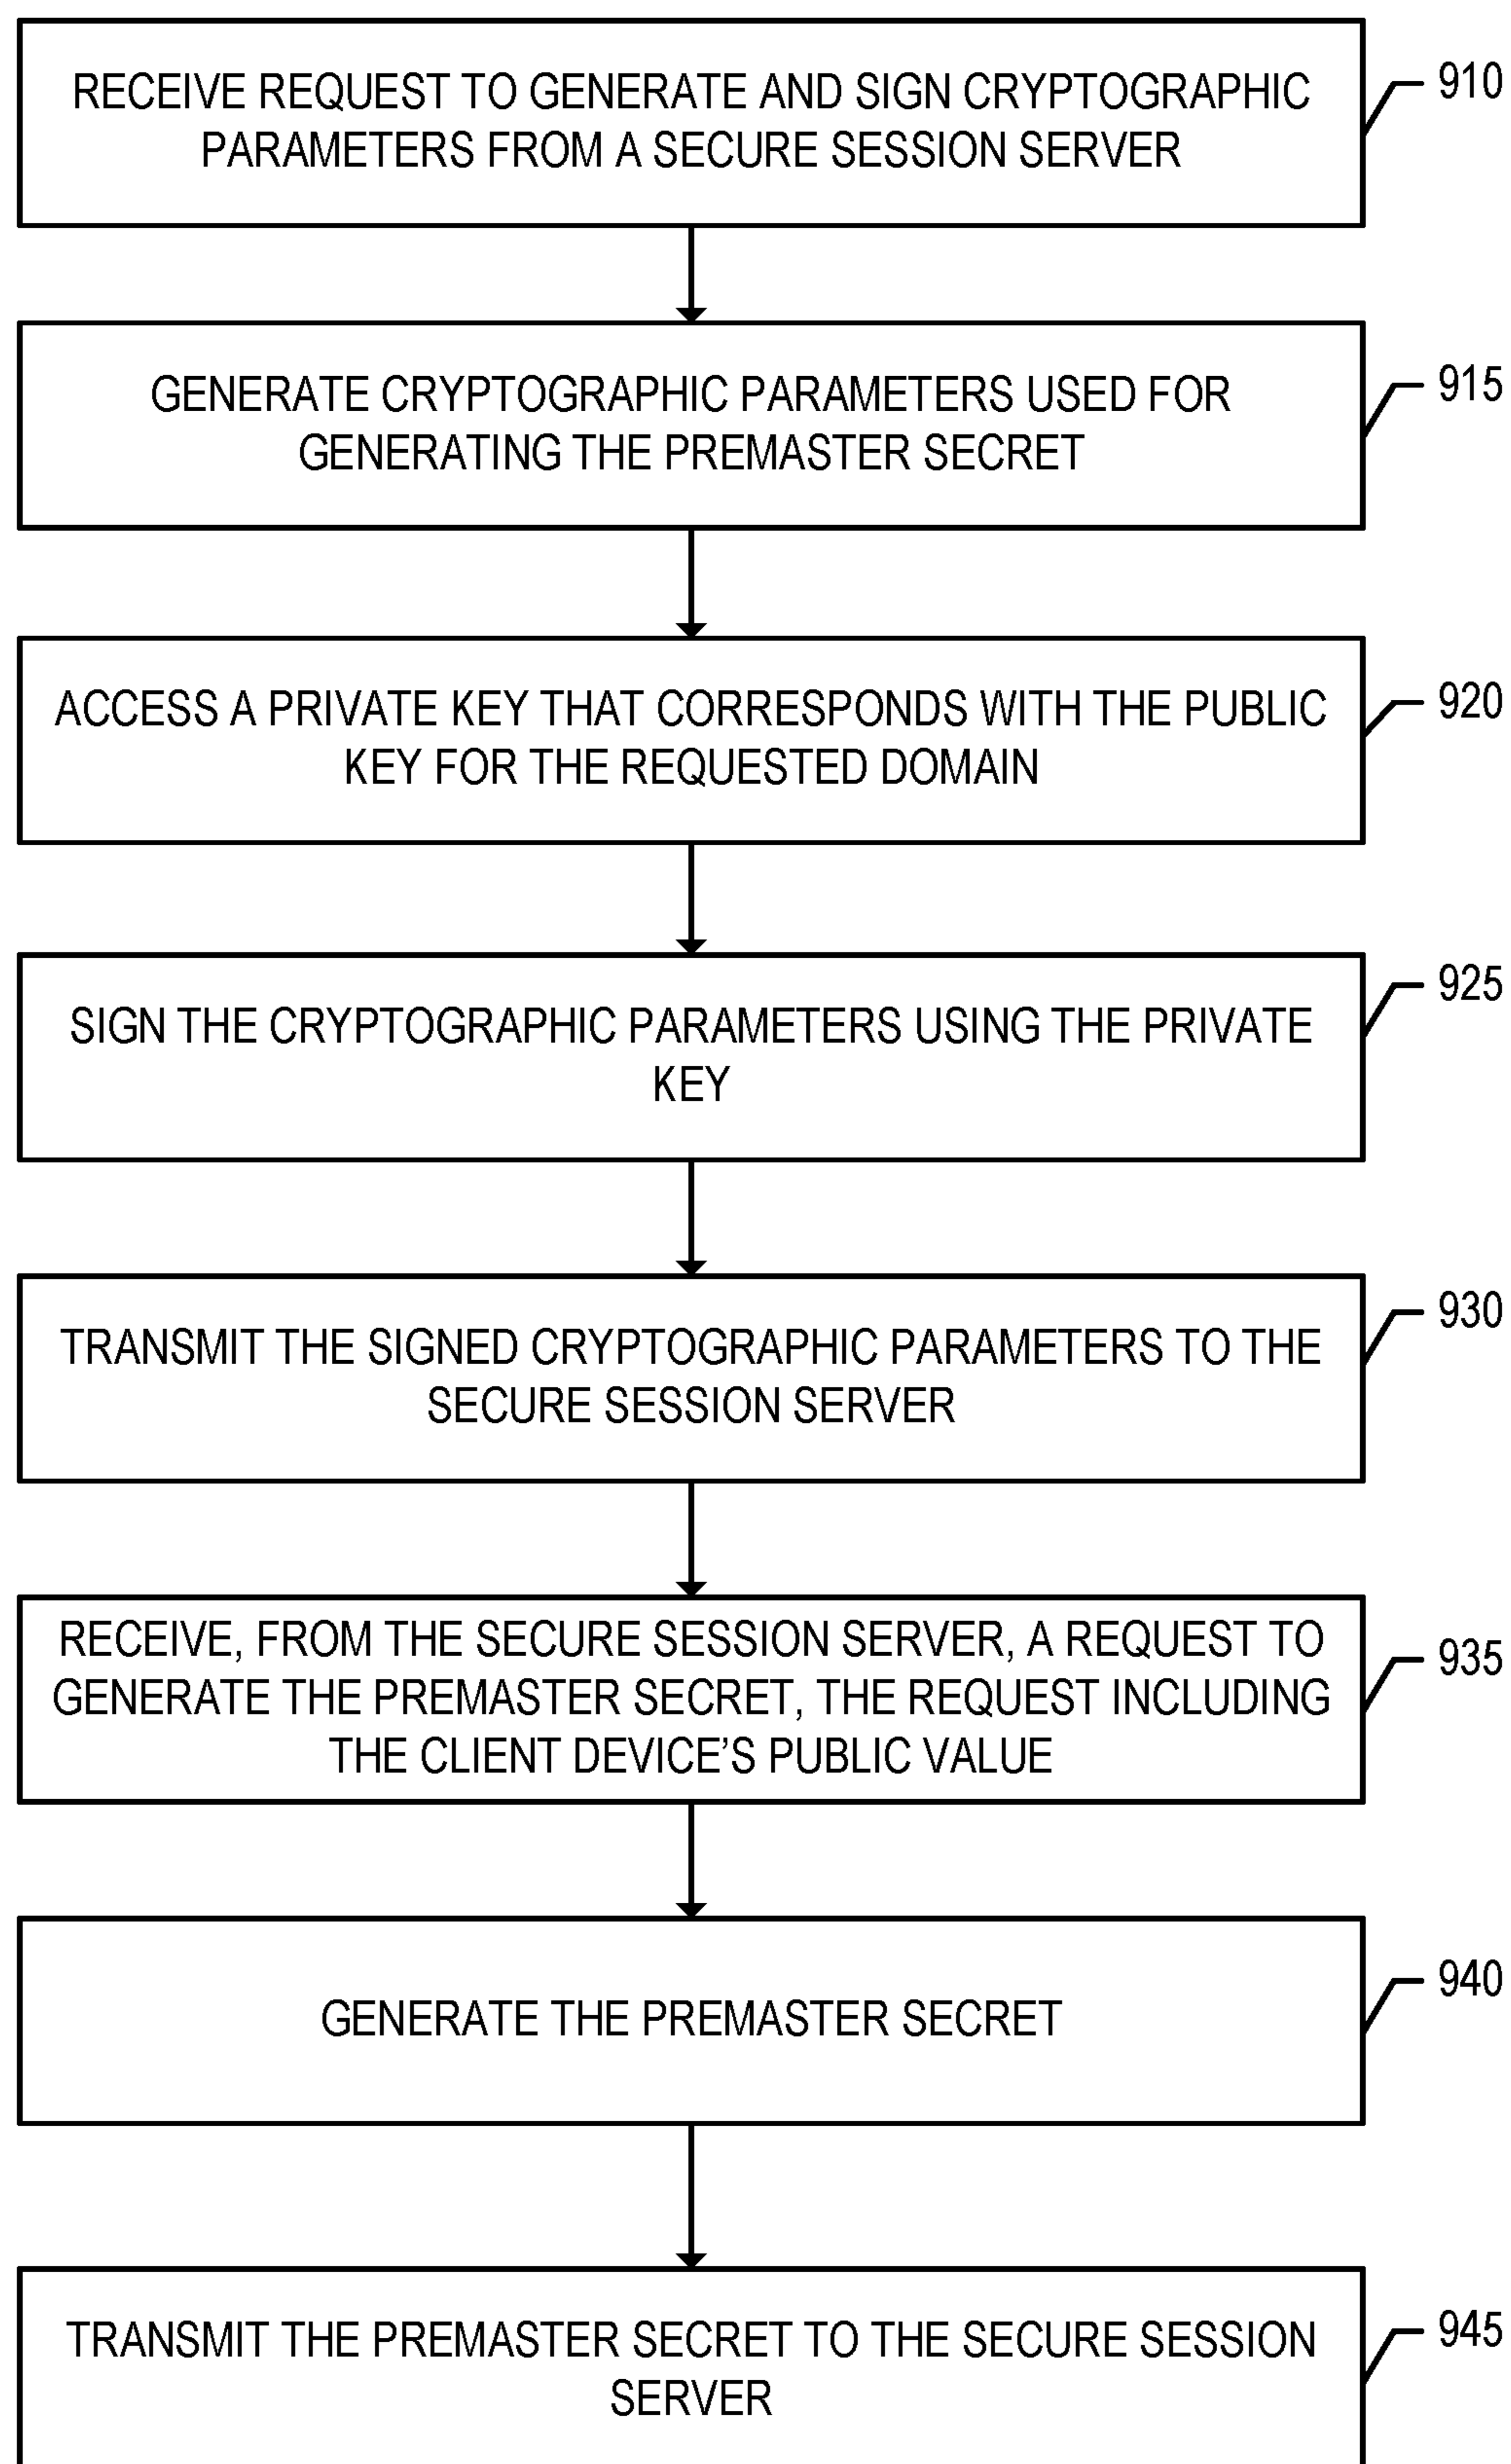 RECEIVE REQUEST TO GENERATE AND SIGN CRYPTOGRAPHIC
PARAMETERS FROM A SECURE SESSION SERVER
910
GENERATE CRYPTOGRAPHIC PARAMETERS USED FOR
GENERATING THE PREMASTER SECRET
915
ACCESS A PRIVATE KEY THAT CORRESPONDS WITH THE PUBLIC
KEY FOR THE REQUESTED DOMAIN
920
SIGN THE CRYPTOGRAPHIC PARAMETERS USING THE PRIVATE
KEY
925
TRANSMIT THE SIGNED CRYPTOGRAPHIC PARAMETERS TO THE
SECURE SESSION SERVER
930
RECEIVE, FROM THE SECURE SESSION SERVER, A REQUEST TO
GENERATE THE PREMASTER SECRET, THE REQUEST INCLUDING
THE CLIENT DEVICE’S PUBLIC VALUE
935
GENERATE THE PREMASTER SECRET
940
TRANSMIT THE PREMASTER SECRET TO THE SECURE SESSION
SERVER
945